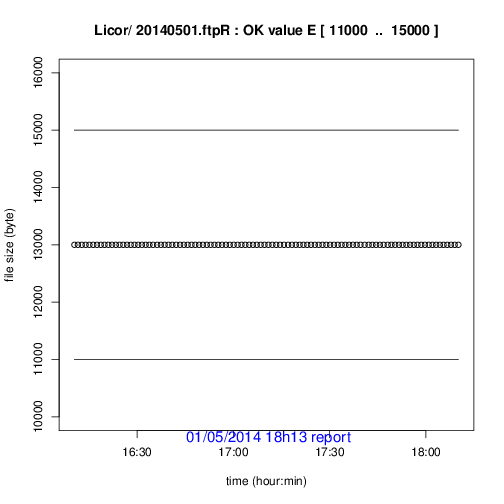 Licor/ 20140501.ftpR : OK value E [ 11000 .. 15000 ]
file size (byte)
16000
15000
14000
13000
12000
11000
10000
01/05/2014 18h13 report
16:30 17:00 17:30 18:00
time (hour:min)